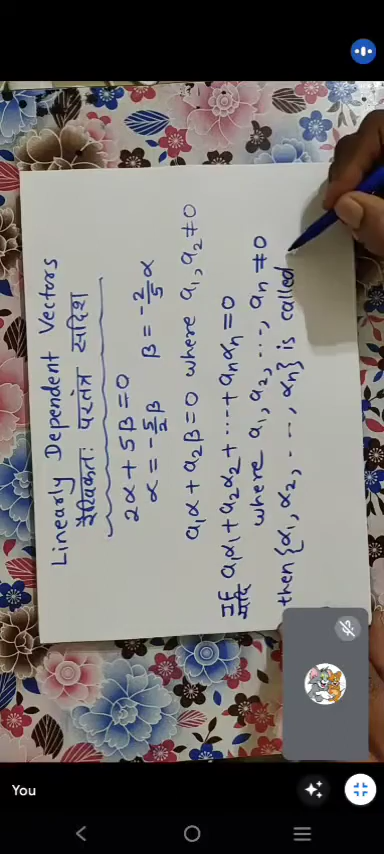 Linearly Dependent Vectors
रैखिकतः परतंत्र सदिश
2α + 5β = 0
α = -5/2 β β = -2/5 α
a₁α + a₂β = 0 where a₁, a₂ ≠ 0
If a₁α₁ + a₂α₂ + ---- + aₙαₙ = 0
यदि
where a₁, a₂, ---, aₙ ≠ 0
then {α₁, α₂, ---, αₙ} is called
You